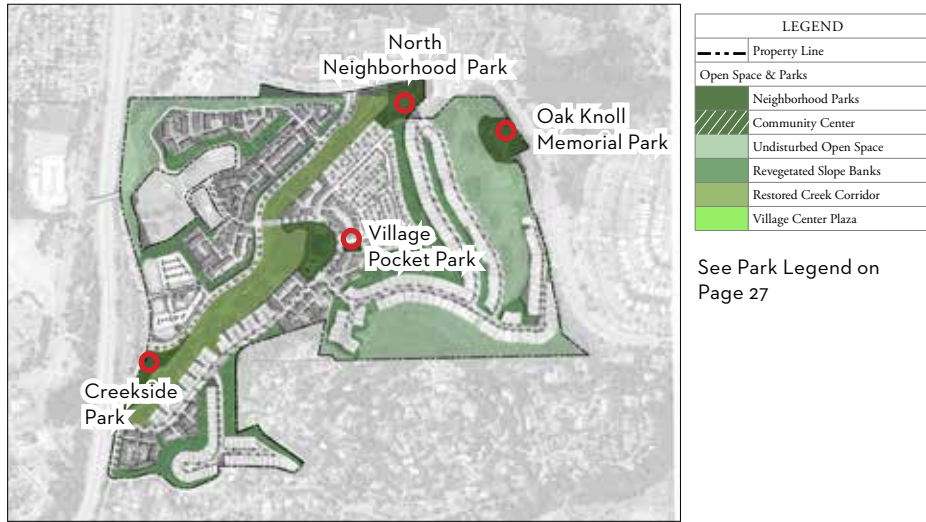 North
Neighborhood Park
Oak Knoll
Memorial Park
Village
Pocket Park
Creekside
Park
LEGEND
Property Line
Open Space & Parks
Neighborhood Parks
Community Center
Undisturbed Open Space
Revegetated Slope Banks
Restored Creek Corridor
Village Center Plaza
See Park Legend on
Page 27